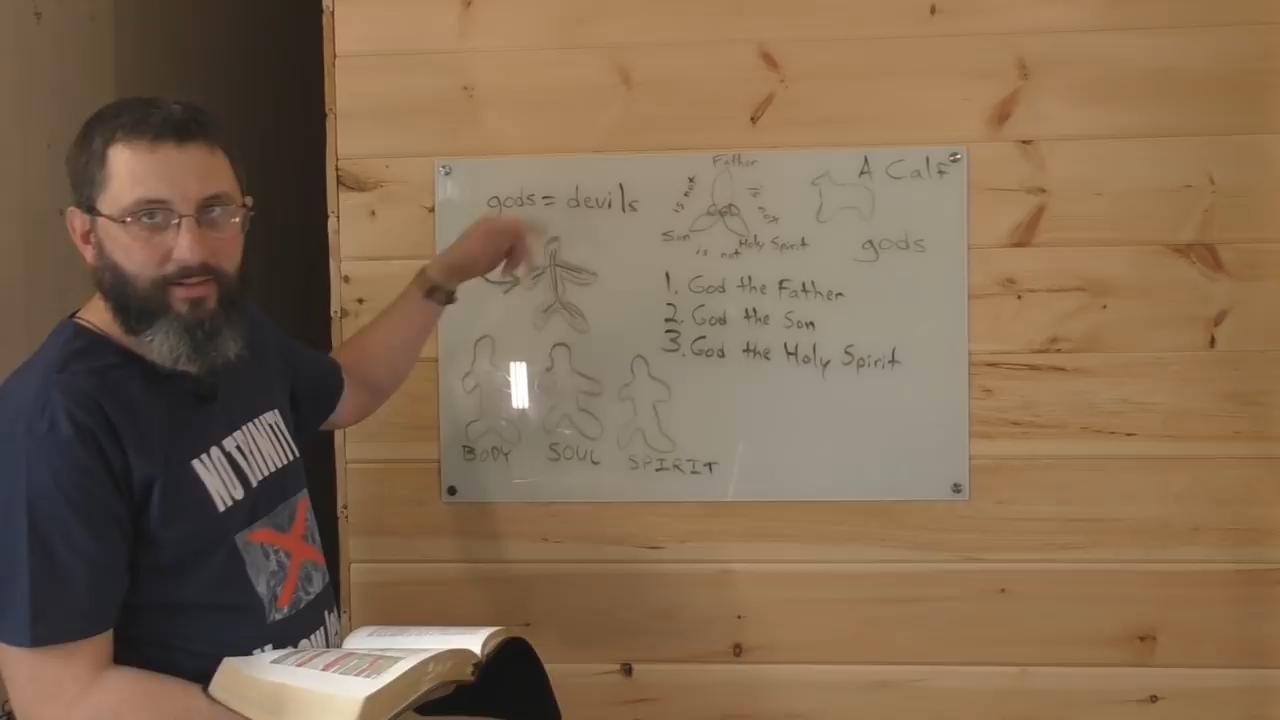 gods = devils
Father
is not
is not
God
Son
is not
Holy Spirit
A Calf
gods
1. God the Father
2. God the Son
3. God the Holy Spirit
BODY
SOUL
SPIRIT
NO TRINITY